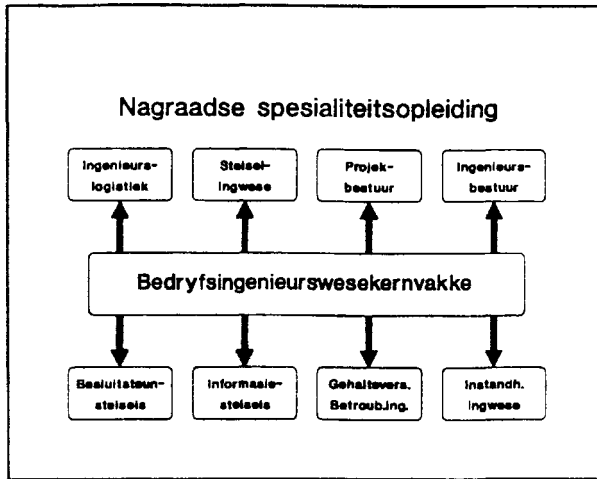 Nagraadse spesialiteitsopleiding
Ingenieurs-
logistiek
Stelsel-
ingwese
Projek-
bestuur
Ingenieurs-
bestuur
Bedryfsingenieurswesekernvakke
Besluitsteun-
stelsels
Informasie-
stelsels
Gehaltevers.
Betroub.ing.
Instandh.
ingwese